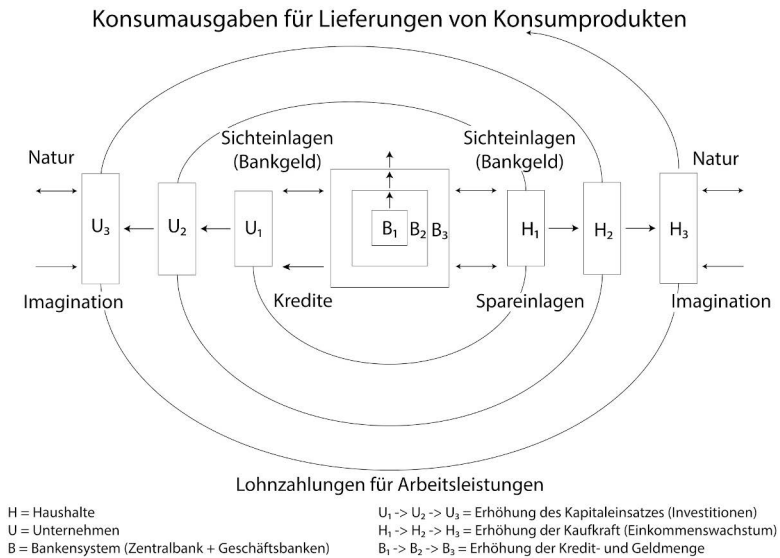 Konsumausgaben für Lieferungen von Konsumprodukten
Sichteinlagen
(Bankgeld)
Sichteinlagen
(Bankgeld)
Natur
Natur
U₃
U₂
U₁
B₁
B₂
B₃
H₁
H₂
H₃
Imagination
Kredite
Spareinlagen
Imagination
Lohnzahlungen für Arbeitsleistungen
H = Haushalte
U = Unternehmen
B = Bankensystem (Zentralbank + Geschäftsbanken)
U₁ -> U₂ -> U₃ = Erhöhung des Kapitaleinsatzes (Investitionen)
H₁ -> H₂ -> H₃ = Erhöhung der Kaufkraft (Einkommenswachstum)
B₁ -> B₂ -> B₃ = Erhöhung der Kredit- und Geldmenge